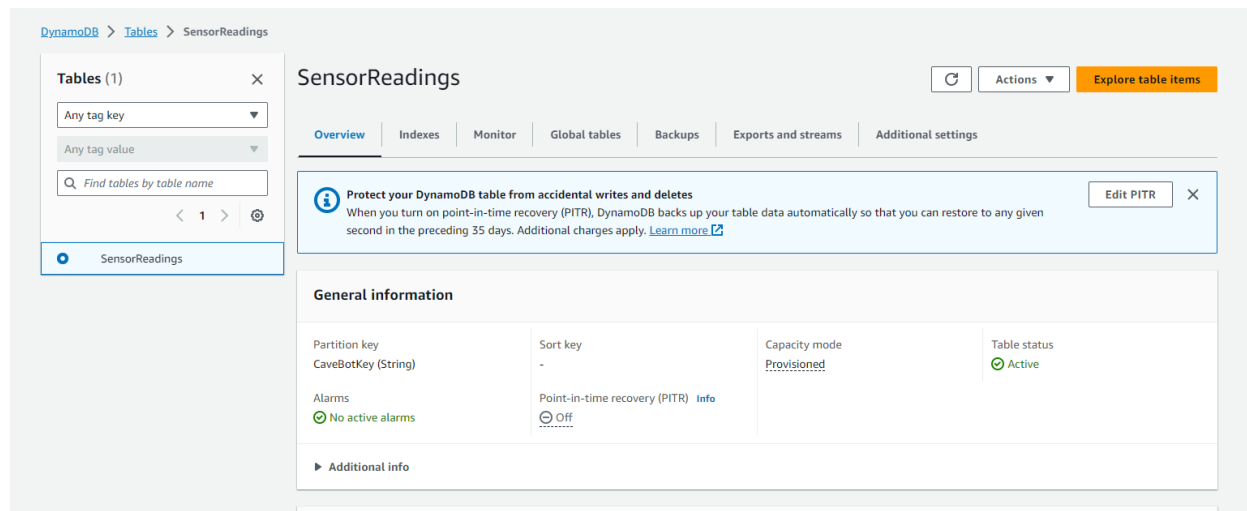 DynamoDB > Tables > SensorReadings
Tables (1)
Any tag key
Any tag value
Find tables by table name
< 1 >
SensorReadings
SensorReadings
Actions
Explore table items
Overview Indexes Monitor Global tables Backups Exports and streams Additional settings
Protect your DynamoDB table from accidental writes and deletes
When you turn on point-in-time recovery (PITR), DynamoDB backs up your table data automatically so that you can restore to any given
second in the preceding 35 days. Additional charges apply. Learn more
Edit PITR
General information
Partition key
CaveBotKey (String)
Sort key
-
Capacity mode
Provisioned
Table status
Active
Alarms
No active alarms
Point-in-time recovery (PITR) Info
Off
Additional info